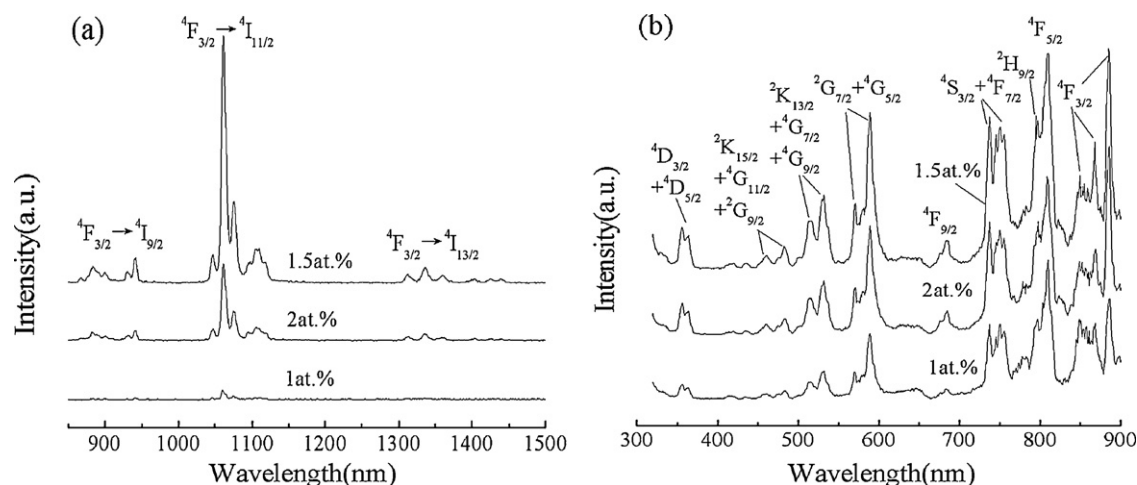 (a)
⁴F₃/₂ → ⁴I₁₁/₂
⁴F₃/₂ → ⁴I₉/₂
⁴F₃/₂ → ⁴I₁₃/₂
1.5at.%
2at.%
1at.%
Intensity(a.u.)
900 1000 1100 1200 1300 1400 1500
Wavelength(nm)
(b)
⁴F₅/₂
²H₉/₂
⁴F₃/₂
²G₇/₂+⁴G₅/₂
⁴S₃/₂+⁴F₇/₂
²K₁₃/₂
+⁴G₇/₂
+⁴G₉/₂
²K₁₅/₂
+⁴G₁₁/₂
+²G₉/₂
⁴D₃/₂
+⁴D₅/₂
1.5at.%
⁴F₉/₂
2at.%
1at.%
Intensity(a.u.)
300 400 500 600 700 800 900
Wavelength(nm)